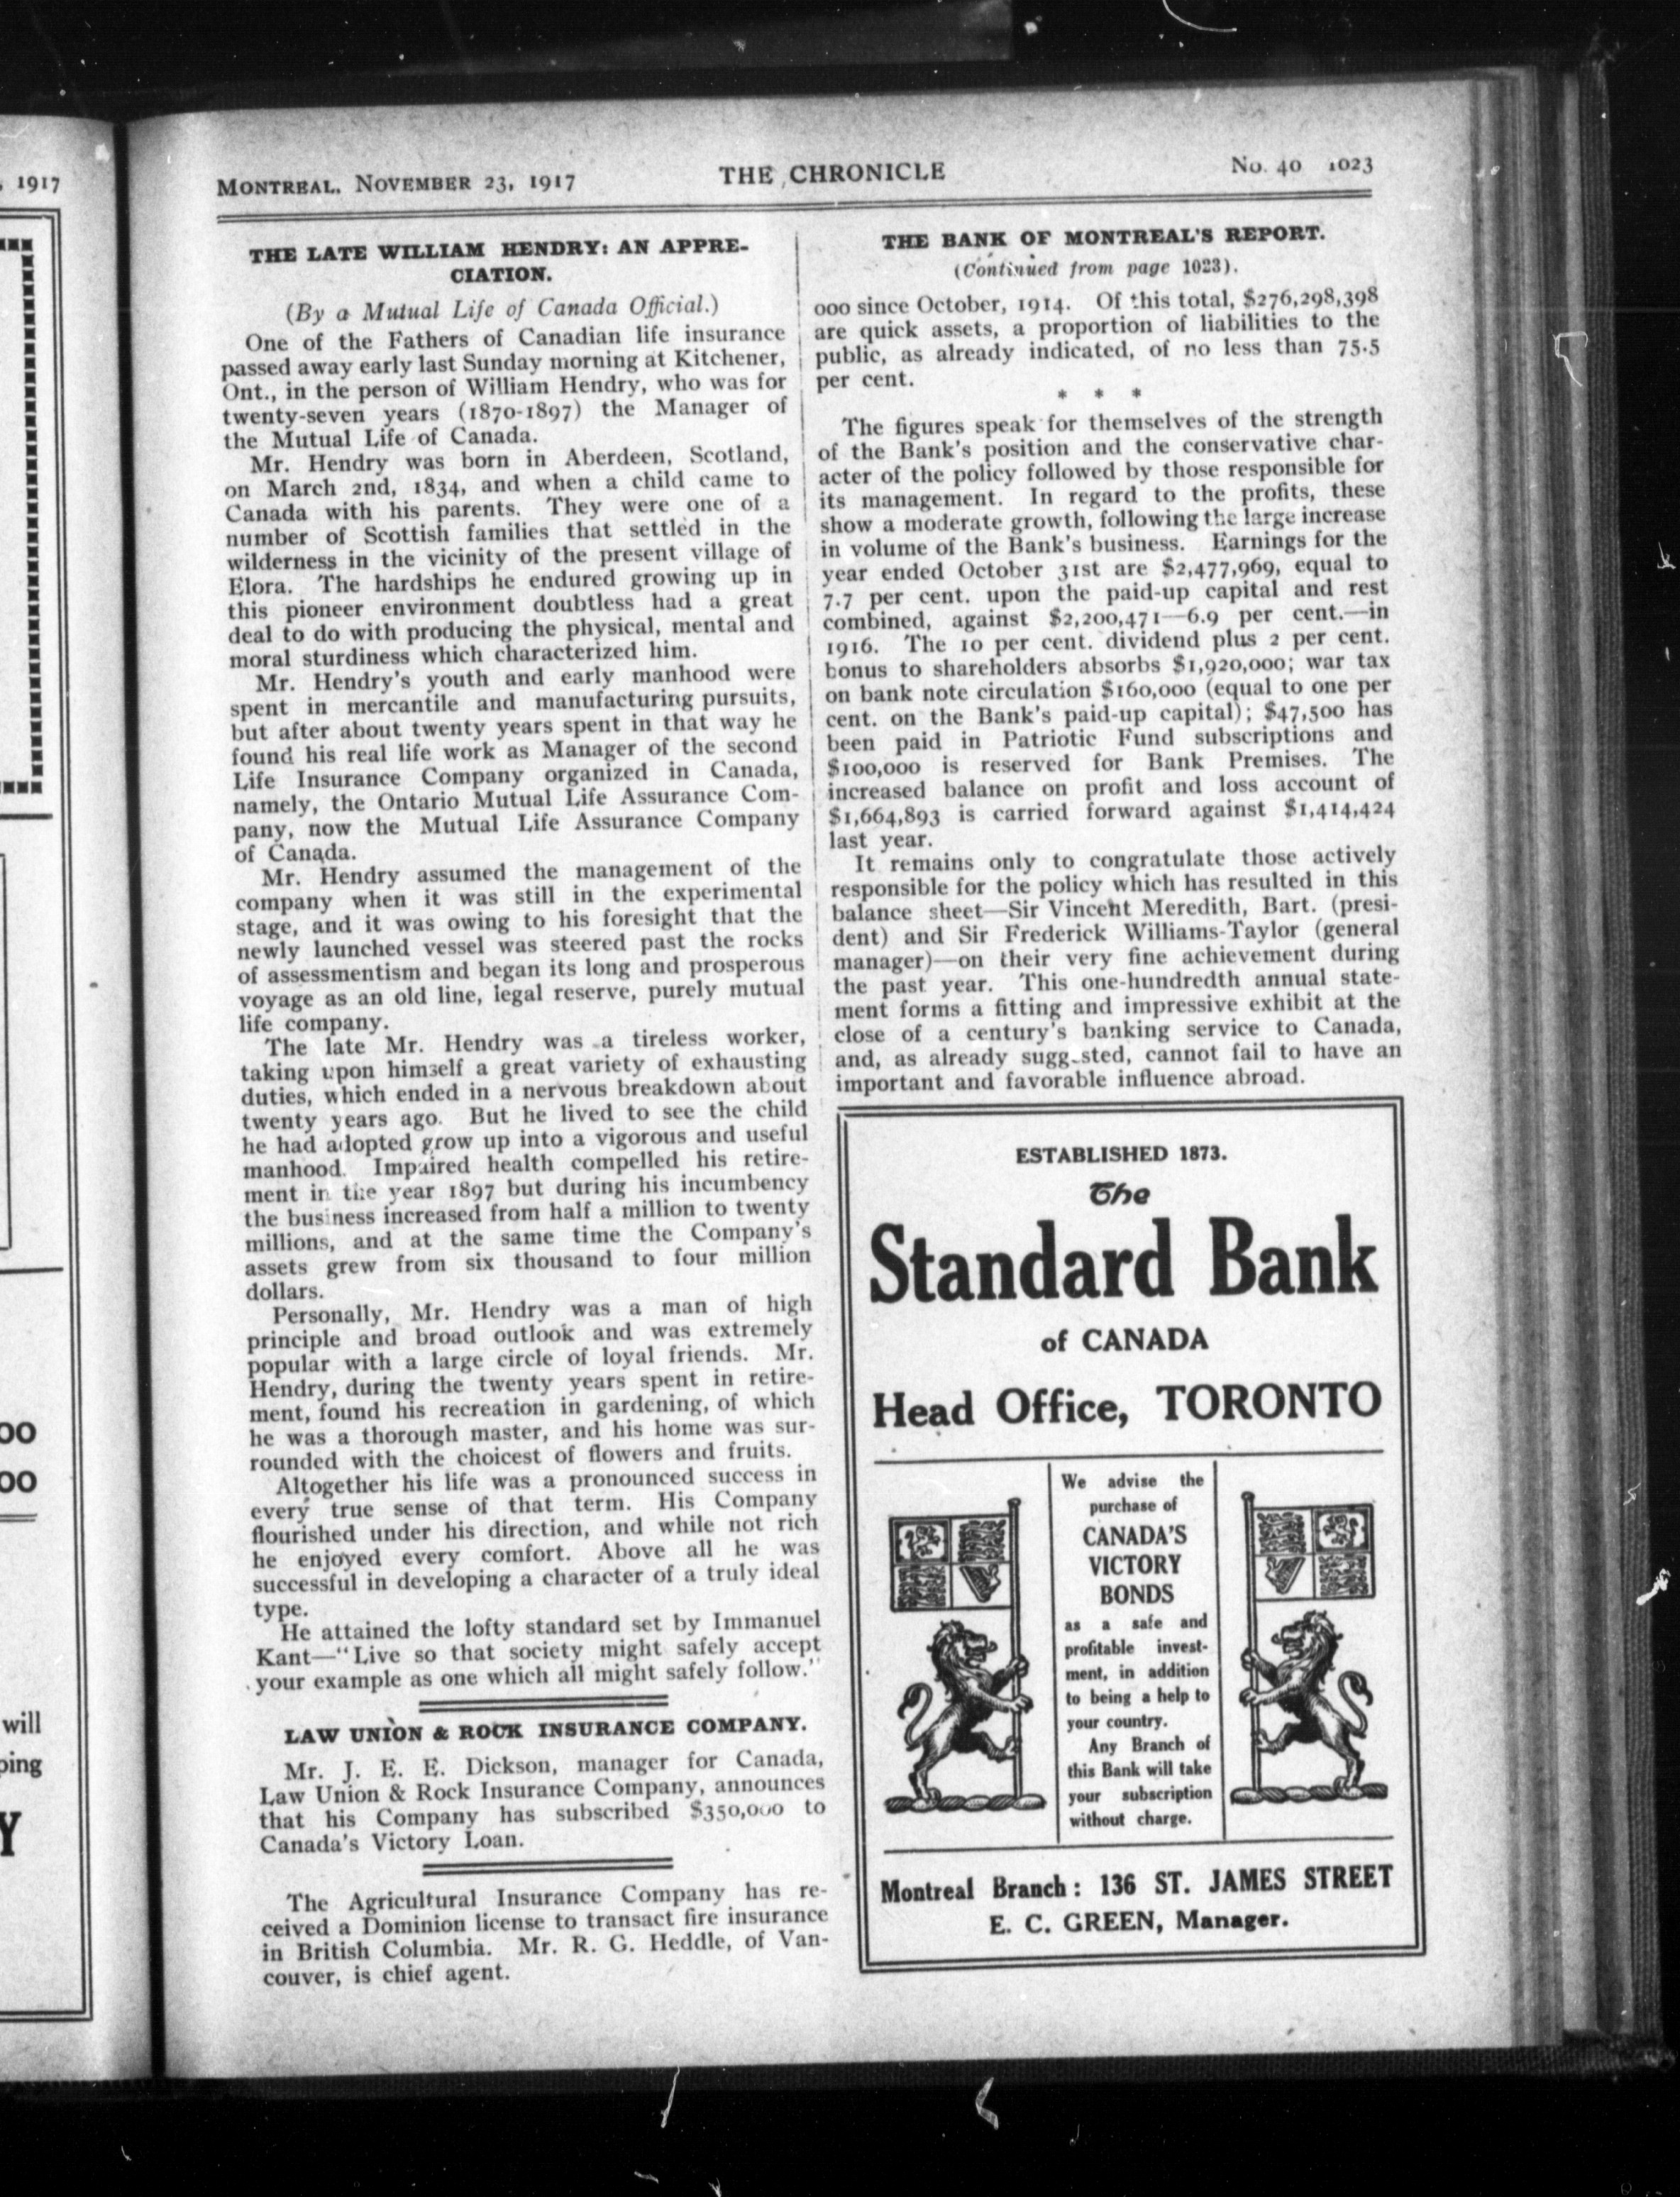 , 1917
OO
OO
will
ping
Y
MONTREAL, NOVEMBER 23, 1917
THE CHRONICLE
No. 40 1023
THE LATE WILLIAM HENDRY: AN APPRE-
CIATION.
(By a Mutual Life of Canada Official.)
One of the Fathers of Canadian life insurance
passed away early last Sunday morning at Kitchener,
Ont., in the person of William Hendry, who was for
twenty-seven years (1870-1897) the Manager of
the Mutual Life of Canada.
Mr. Hendry was born in Aberdeen, Scotland,
on March 2nd, 1834, and when a child came to
Canada with his parents. They were one of a
number of Scottish families that settled in the
wilderness in the vicinity of the present village of
Elora. The hardships he endured growing up in
this pioneer environment doubtless had a great
deal to do with producing the physical, mental and
moral sturdiness which characterized him.
Mr. Hendry's youth and early manhood were
spent in mercantile and manufacturing pursuits,
but after about twenty years spent in that way he
found his real life work as Manager of the second
Life Insurance Company organized in Canada,
namely, the Ontario Mutual Life Assurance Com-
pany, now the Mutual Life Assurance Company
of Canada.
Mr. Hendry assumed the management of the
company when it was still in the experimental
stage, and it was owing to his foresight that the
newly launched vessel was steered past the rocks
of assessmentism and began its long and prosperous
voyage as an old line, legal reserve, purely mutual
life company.
The late Mr. Hendry was a tireless worker,
taking upon himself a great variety of exhausting
duties, which ended in a nervous breakdown about
twenty years ago. But he lived to see the child
he had adopted grow up into a vigorous and useful
manhood. Impaired health compelled his retire-
ment in the year 1897 but during his incumbency
the business increased from half a million to twenty
millions, and at the same time the Company's
assets grew from six thousand to four million
dollars.
Personally, Mr. Hendry was a man of high
principle and broad outlook and was extremely
popular with a large circle of loyal friends. Mr.
Hendry, during the twenty years spent in retire-
ment, found his recreation in gardening, of which
he was a thorough master, and his home was sur-
rounded with the choicest of flowers and fruits.
Altogether his life was a pronounced success in
every true sense of that term. His Company
flourished under his direction, and while not rich
he enjoyed every comfort. Above all he was
successful in developing a character of a truly ideal
type.
He attained the lofty standard set by Immanuel
Kant—"Live so that society might safely accept
your example as one which all might safely follow."
LAW UNION & ROCK INSURANCE COMPANY.
Mr. J. E. E. Dickson, manager for Canada,
Law Union & Rock Insurance Company, announces
that his Company has subscribed $350,000 to
Canada's Victory Loan.
The Agricultural Insurance Company has re-
ceived a Dominion license to transact fire insurance
in British Columbia. Mr. R. G. Heddle, of Van-
couver, is chief agent.
THE BANK OF MONTREAL'S REPORT.
(Continued from page 1023).
000 since October, 1914. Of this total, $276,298,398
are quick assets, a proportion of liabilities to the
public, as already indicated, of no less than 75.5
per cent.
* * *
The figures speak for themselves of the strength
of the Bank's position and the conservative char-
acter of the policy followed by those responsible for
its management. In regard to the profits, these
show a moderate growth, following the large increase
in volume of the Bank's business. Earnings for the
year ended October 31st are $2,477,969, equal to
7.7 per cent. upon the paid-up capital and rest
combined, against $2,200,471—6.9 per cent.—in
1916. The 10 per cent. dividend plus 2 per cent.
bonus to shareholders absorbs $1,920,000; war tax
on bank note circulation $160,000 (equal to one per
cent. on the Bank's paid-up capital); $47,500 has
been paid in Patriotic Fund subscriptions and
$100,000 is reserved for Bank Premises. The
increased balance on profit and loss account of
$1,664,893 is carried forward against $1,414,424
last year.
It remains only to congratulate those actively
responsible for the policy which has resulted in this
balance sheet—Sir Vincent Meredith, Bart. (presi-
dent) and Sir Frederick Williams-Taylor (general
manager)—on their very fine achievement during
the past year. This one-hundredth annual state-
ment forms a fitting and impressive exhibit at the
close of a century's banking service to Canada,
and, as already suggested, cannot fail to have an
important and favorable influence abroad.
ESTABLISHED 1873.
The
Standard Bank
of CANADA
Head Office, TORONTO
We advise the
purchase of
CANADA'S
VICTORY
BONDS
as a safe and
profitable invest-
ment, in addition
to being a help to
your country.
Any Branch of
this Bank will take
your subscription
without charge.
Montreal Branch: 136 ST. JAMES STREET
E. C. GREEN, Manager.